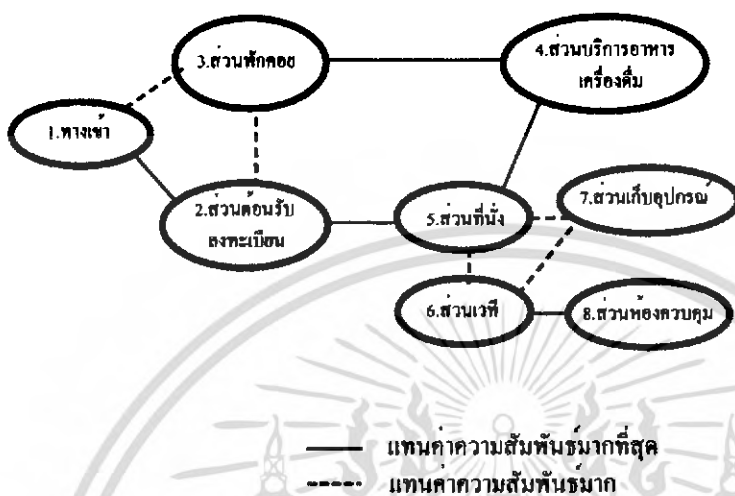 3.ส่วนพักคอย
4.ส่วนบริการอาหาร
เครื่องดื่ม
1.ทางเข้า
2.ส่วนต้อนรับ
ลงทะเบียน
5.ส่วนที่นั่ง
7.ส่วนเก็บอุปกรณ์
6.ส่วนเวที
8.ส่วนห้องควบคุม
แทนค่าความสัมพันธ์มากที่สุด
แทนค่าความสัมพันธ์มาก